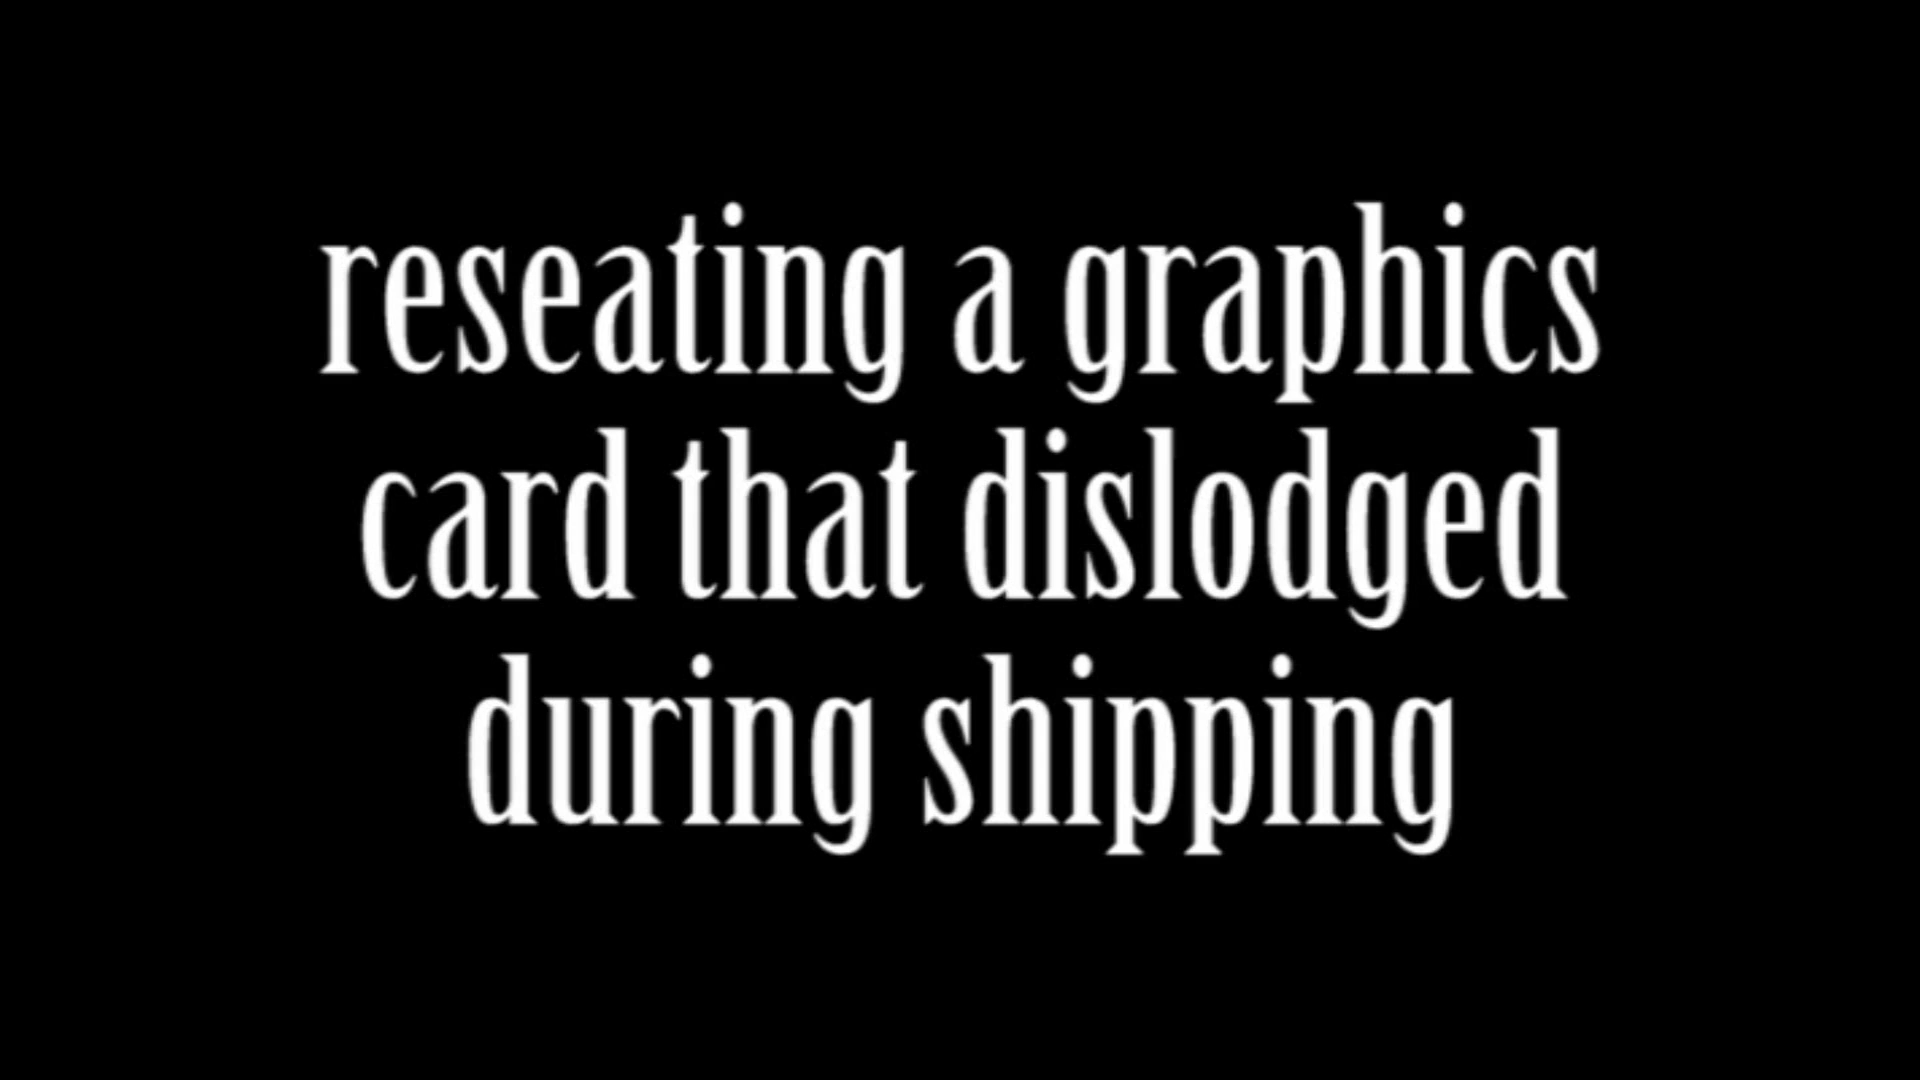 reseating a graphics
card that dislodged
during shipping